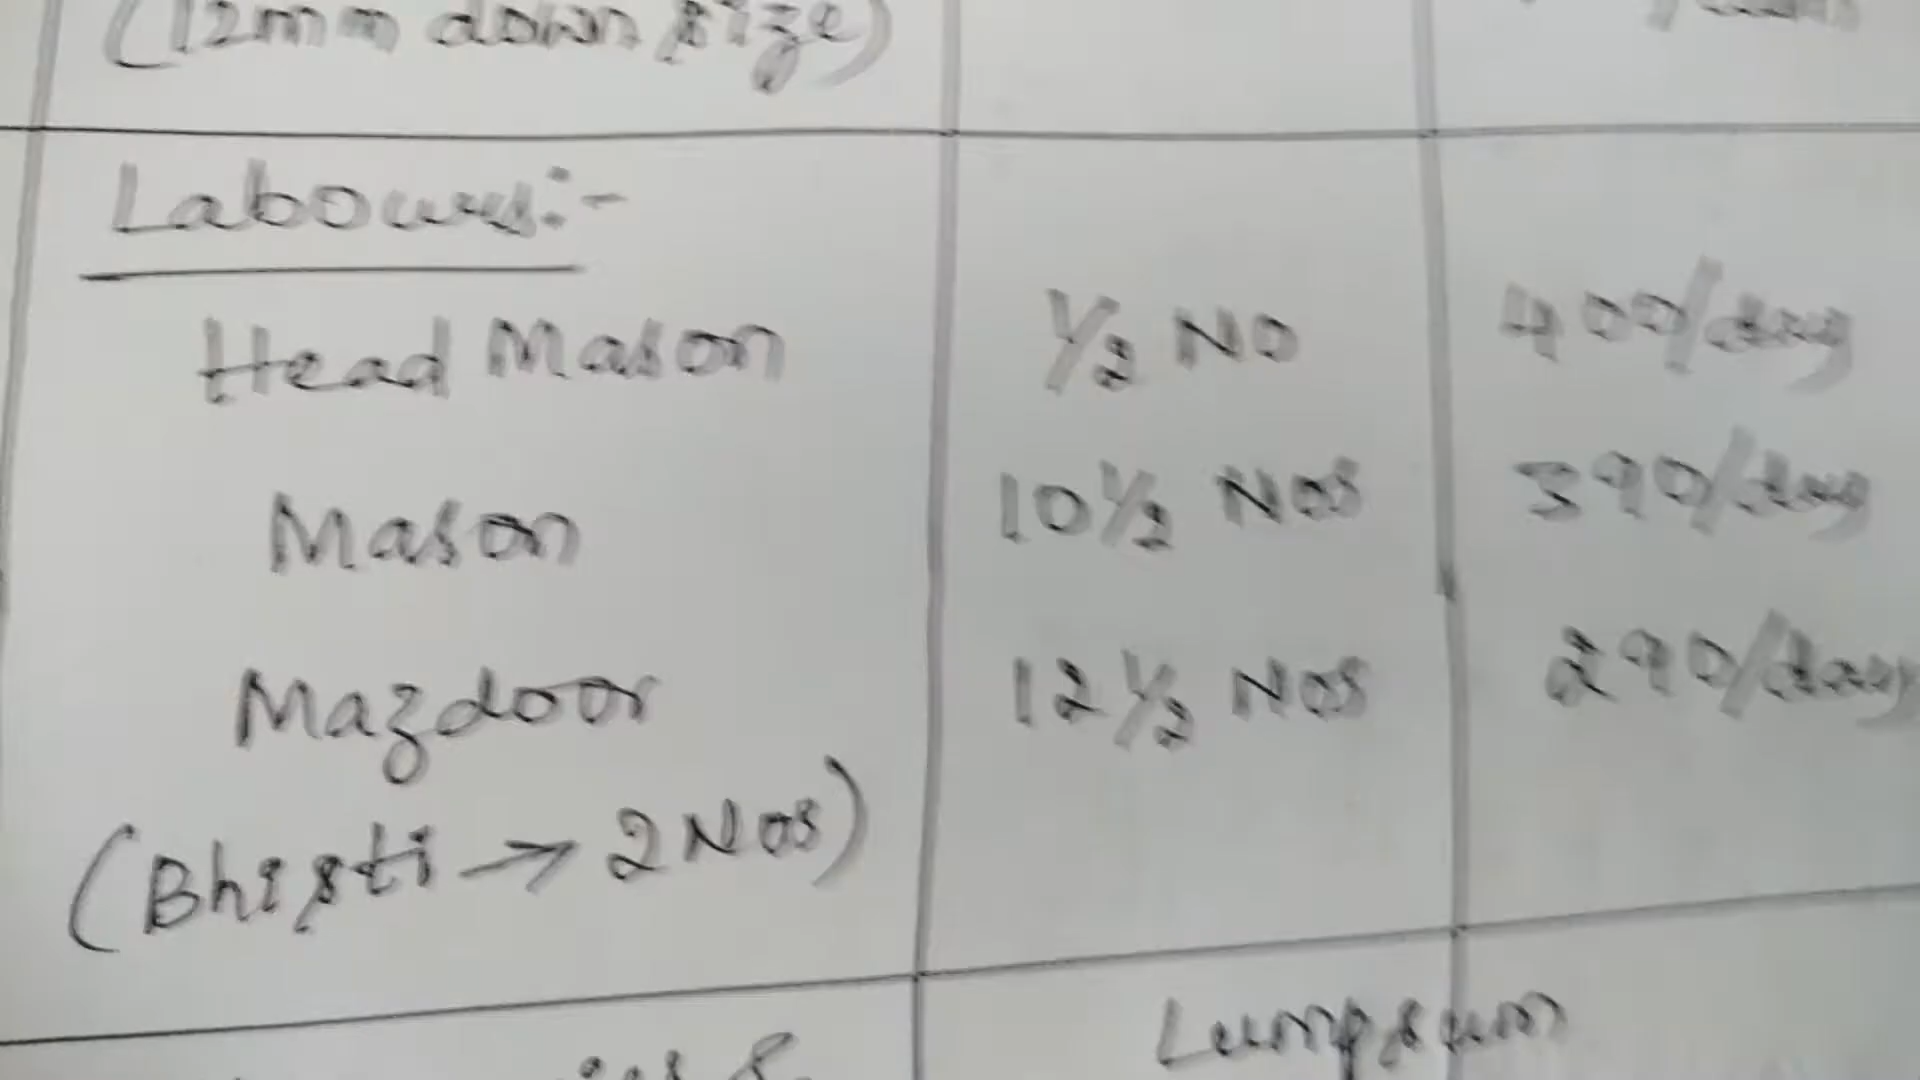 (12mm down size)
Labours:-
Head Mason 1/2 No 400/day
Mason 10 1/2 Nos 390/day
Mazdoor 12 1/2 Nos 290/day
(Bhisti → 2 Nos)
Lumpsum